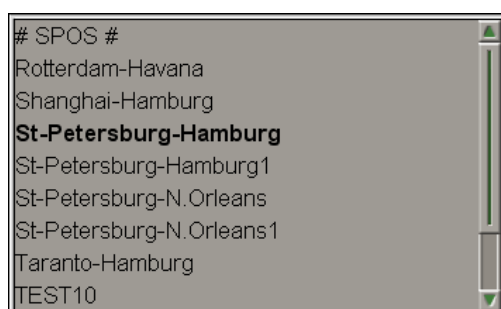 # SPOS #
Rotterdam-Havana
Shanghai-Hamburg
St-Petersburg-Hamburg
St-Petersburg-Hamburg1
St-Petersburg-N.Orleans
St-Petersburg-N.Orleans1
Taranto-Hamburg
TEST10